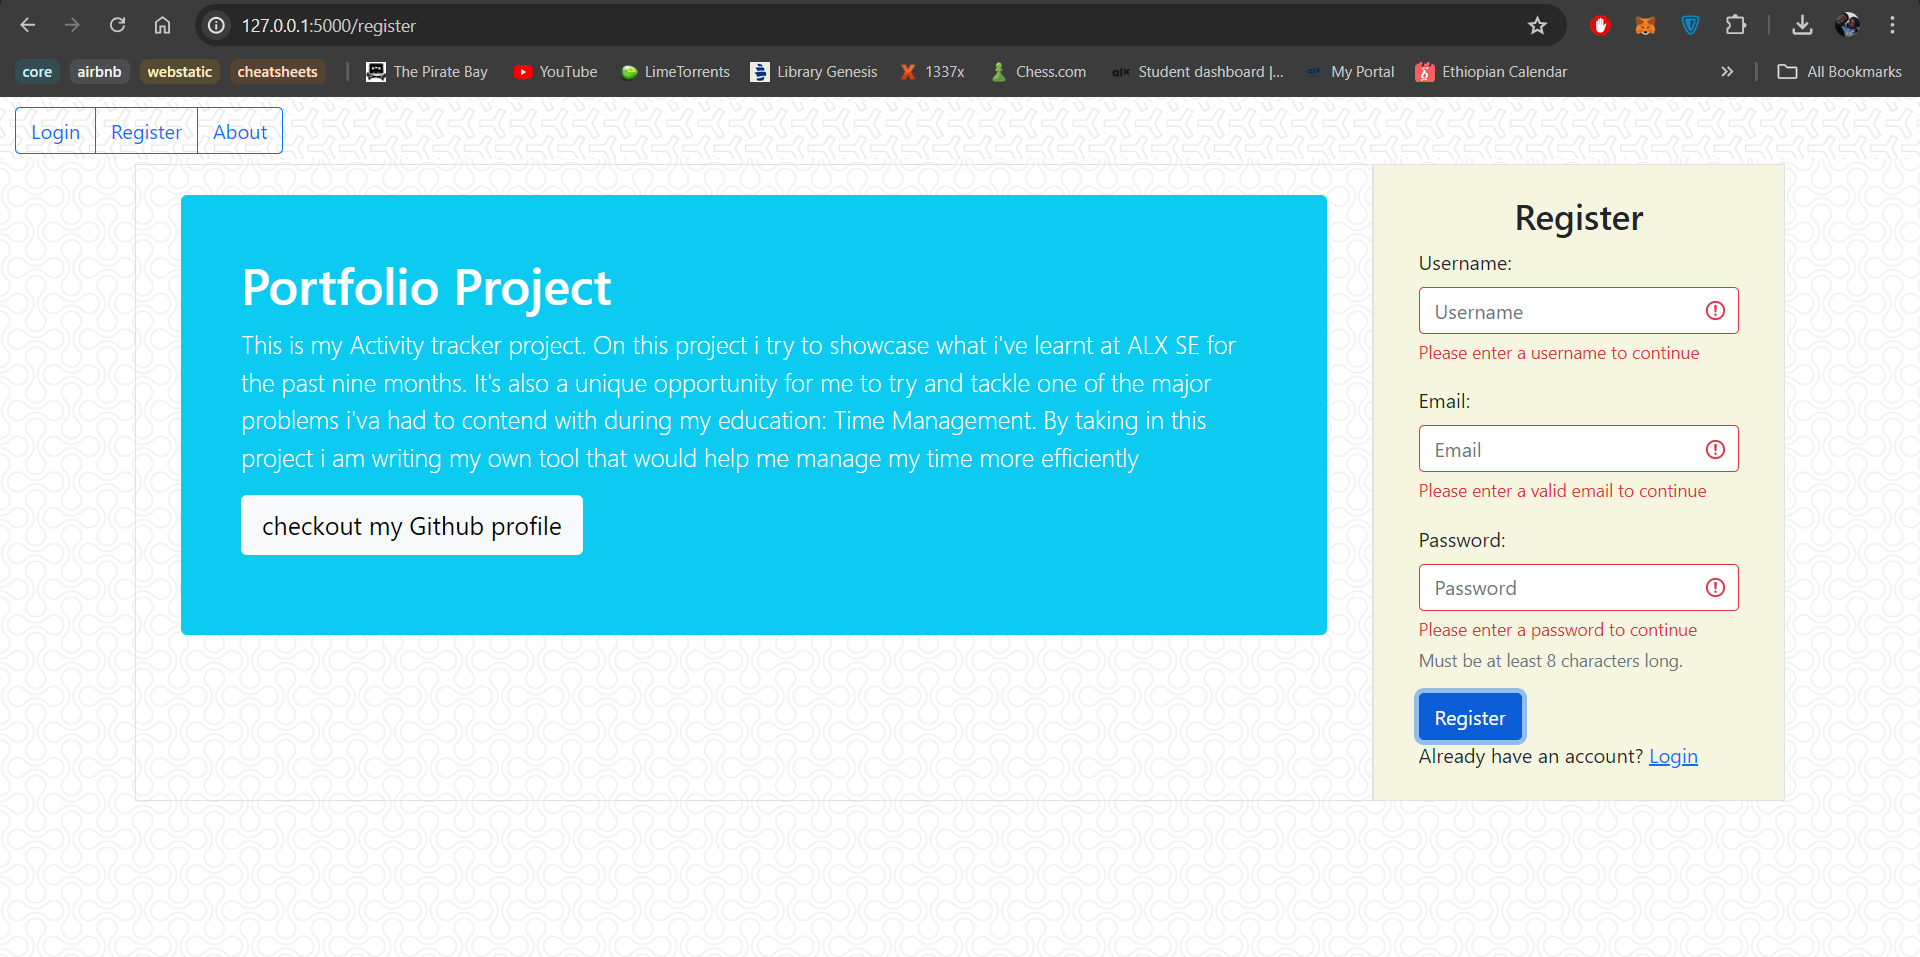 127.0.0.1:5000/register
core airbnb webstatic cheatsheets The Pirate Bay YouTube LimeTorrents Library Genesis 1337x Chess.com Student dashboard |... My Portal Ethiopian Calendar » All Bookmarks
Login Register About
Portfolio Project
This is my Activity tracker project. On this project i try to showcase what i've learnt at ALX SE for
the past nine months. It's also a unique opportunity for me to try and tackle one of the major
problems i'va had to contend with during my education: Time Management. By taking in this
project i am writing my own tool that would help me manage my time more efficiently
checkout my Github profile
Register
Username:
Username
Please enter a username to continue
Email:
Email
Please enter a valid email to continue
Password:
Password
Please enter a password to continue
Must be at least 8 characters long.
Register
Already have an account? Login